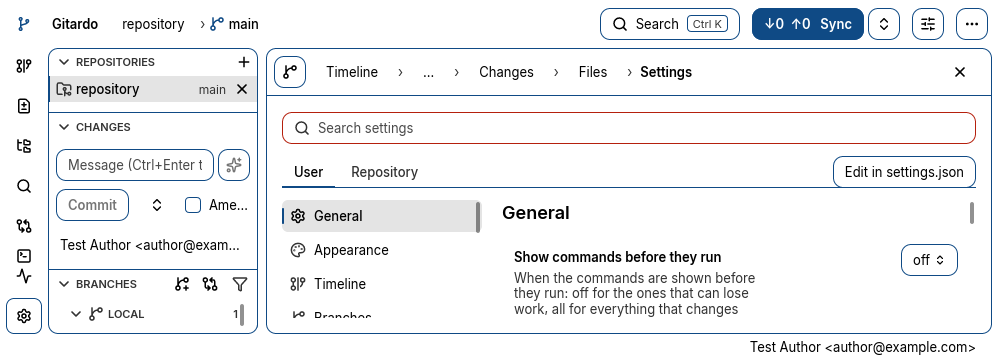 Gitardo repository › main Search Ctrl K ↓0 ↑0 Sync
REPOSITORIES
repository main
CHANGES
Message (Ctrl+Enter t
Commit Ame...
Test Author <author@exam...
BRANCHES
LOCAL 1
Timeline › ... › Changes › Files › Settings
Search settings
User Repository Edit in settings.json
General
Appearance
Timeline
Branches
General
Show commands before they run
When the commands are shown before
they run: off for the ones that can lose
work, all for everything that changes
off
Test Author <author@example.com>